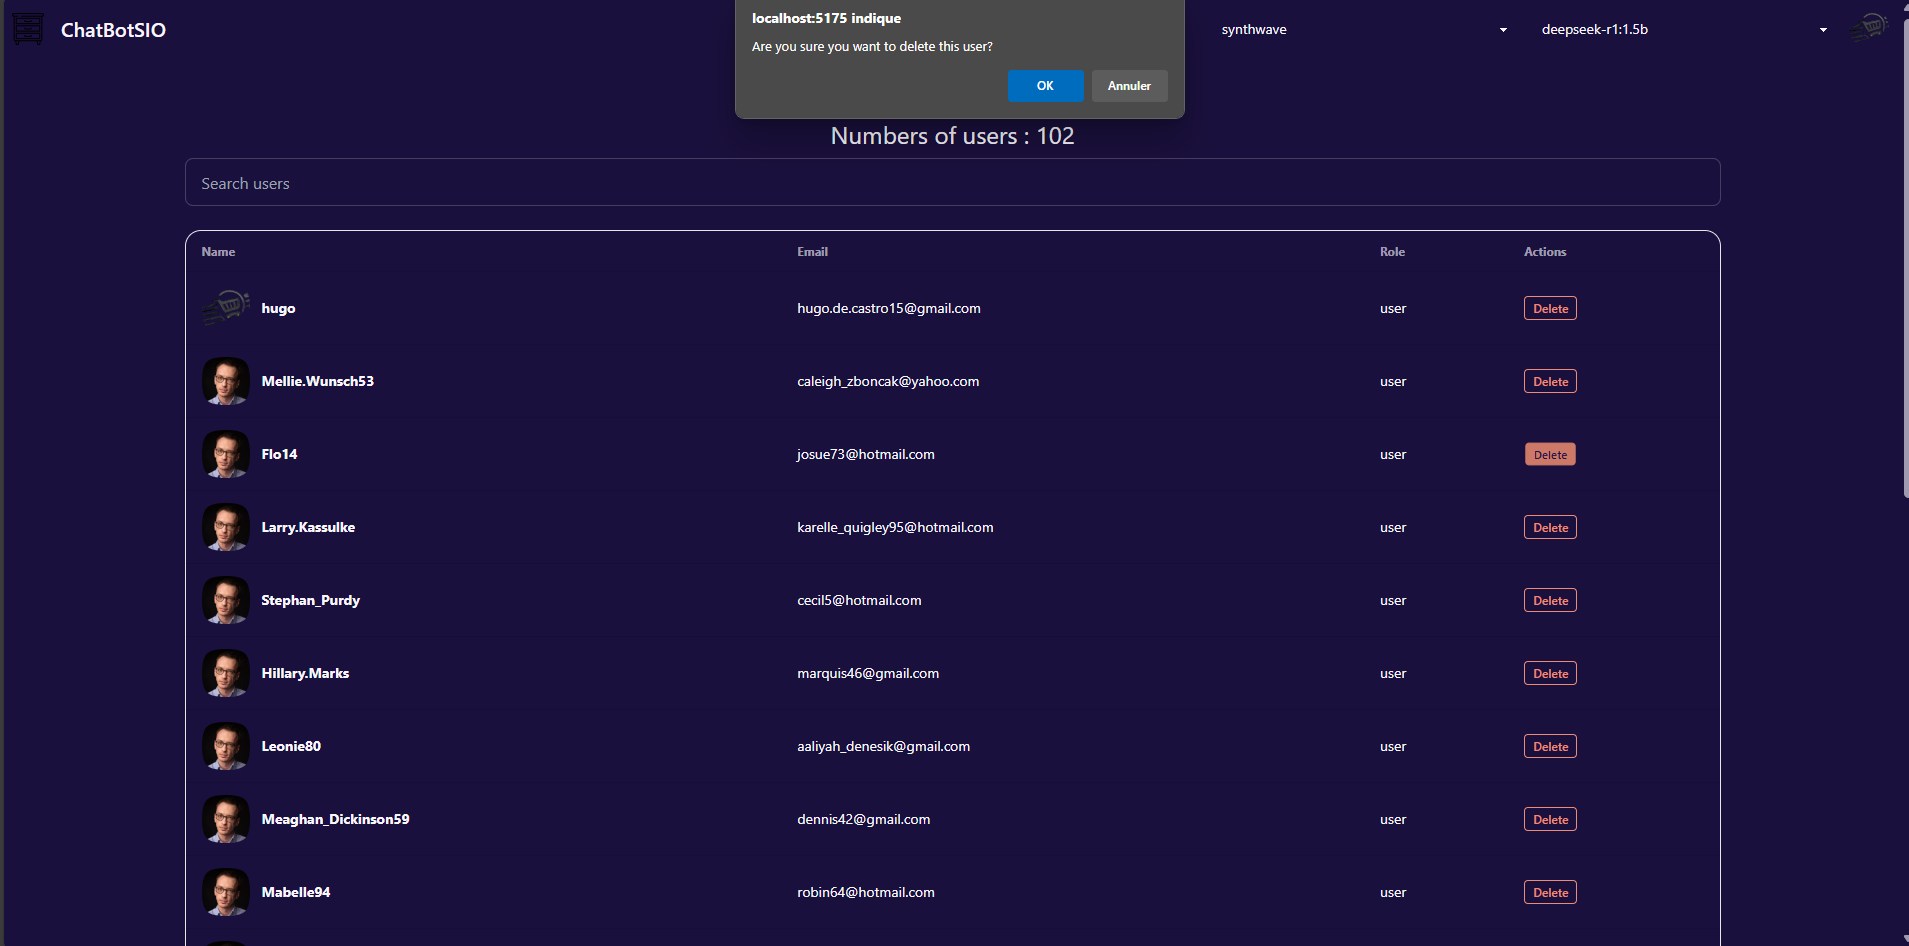 ChatBotSIO
localhost:5175 indique
Are you sure you want to delete this user?
OK
Annuler
synthwave
deepseek-r1:1.5b
Numbers of users : 102
Search users
Name Email Role Actions
hugo hugo.de.castro15@gmail.com user Delete
Mellie.Wunsch53 caleigh_zboncak@yahoo.com user Delete
Flo14 josue73@hotmail.com user Delete
Larry.Kassulke karelle_quigley95@hotmail.com user Delete
Stephan_Purdy cecil5@hotmail.com user Delete
Hillary.Marks marquis46@gmail.com user Delete
Leonie80 aaliyah_denesik@gmail.com user Delete
Meaghan_Dickinson59 dennis42@gmail.com user Delete
Mabelle94 robin64@hotmail.com user Delete